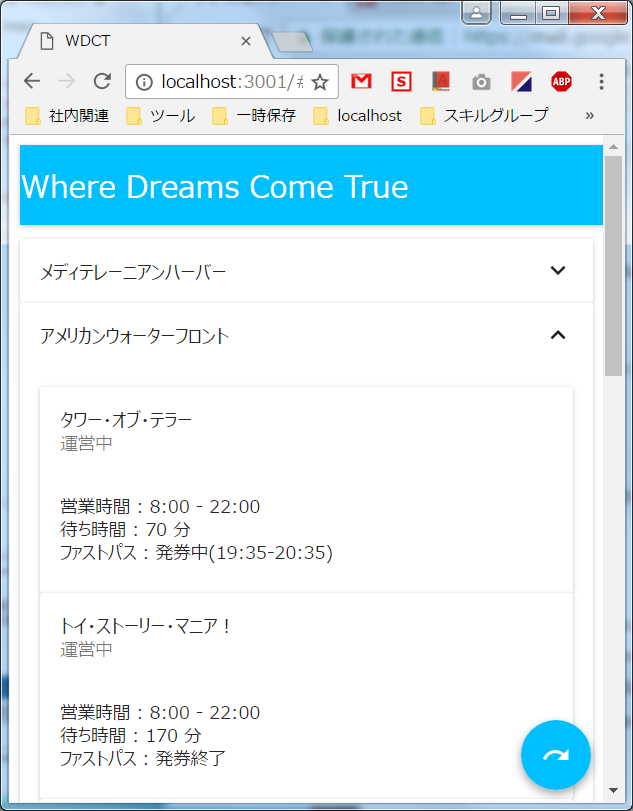 WDCT
localhost:3001/#
S
ABP
社内関連
ツール
一時保存
localhost
スキルグループ
»
Where Dreams Come True
メディテレーニアンハーバー
アメリカンウォーターフロント
タワー・オブ・テラー
運営中
営業時間 : 8:00 - 22:00
待ち時間 : 70 分
ファストパス : 発券中(19:35-20:35)
トイ・ストーリー・マニア！
運営中
営業時間 : 8:00 - 22:00
待ち時間 : 170 分
ファストパス : 発券終了